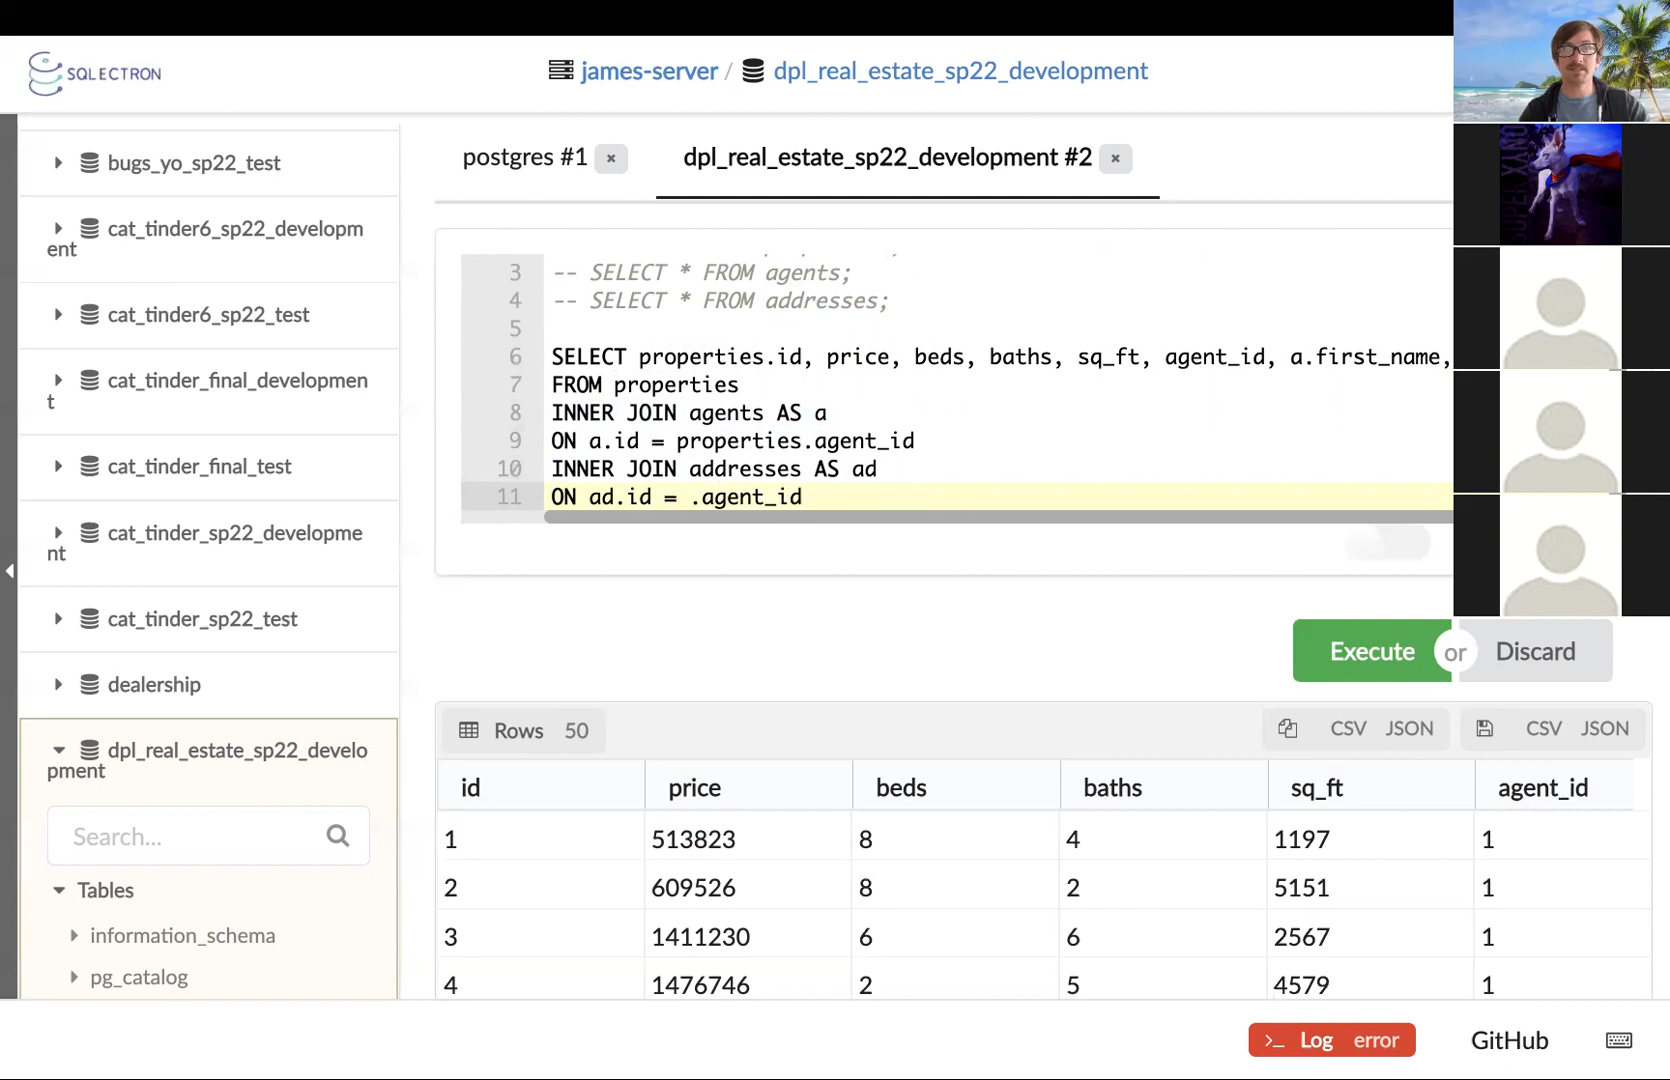 SQLECTRON
james-server / dpl_real_estate_sp22_development
bugs_yo_sp22_test
cat_tinder6_sp22_developm
ent
cat_tinder6_sp22_test
cat_tinder_final_developmen
t
cat_tinder_final_test
cat_tinder_sp22_developme
nt
cat_tinder_sp22_test
dealership
dpl_real_estate_sp22_develo
pment
Search...
Tables
information_schema
pg_catalog
postgres #1 ×
dpl_real_estate_sp22_development #2 ×
3 -- SELECT * FROM agents;
4 -- SELECT * FROM addresses;
5
6 SELECT properties.id, price, beds, baths, sq_ft, agent_id, a.first_name,
7 FROM properties
8 INNER JOIN agents AS a
9 ON a.id = properties.agent_id
10 INNER JOIN addresses AS ad
11 ON ad.id = .agent_id
Execute or Discard
Rows 50
CSV JSON
CSV JSON
id price beds baths sq_ft agent_id
1 513823 8 4 1197 1
2 609526 8 2 5151 1
3 1411230 6 6 2567 1
4 1476746 2 5 4579 1
>_ Log error
GitHub